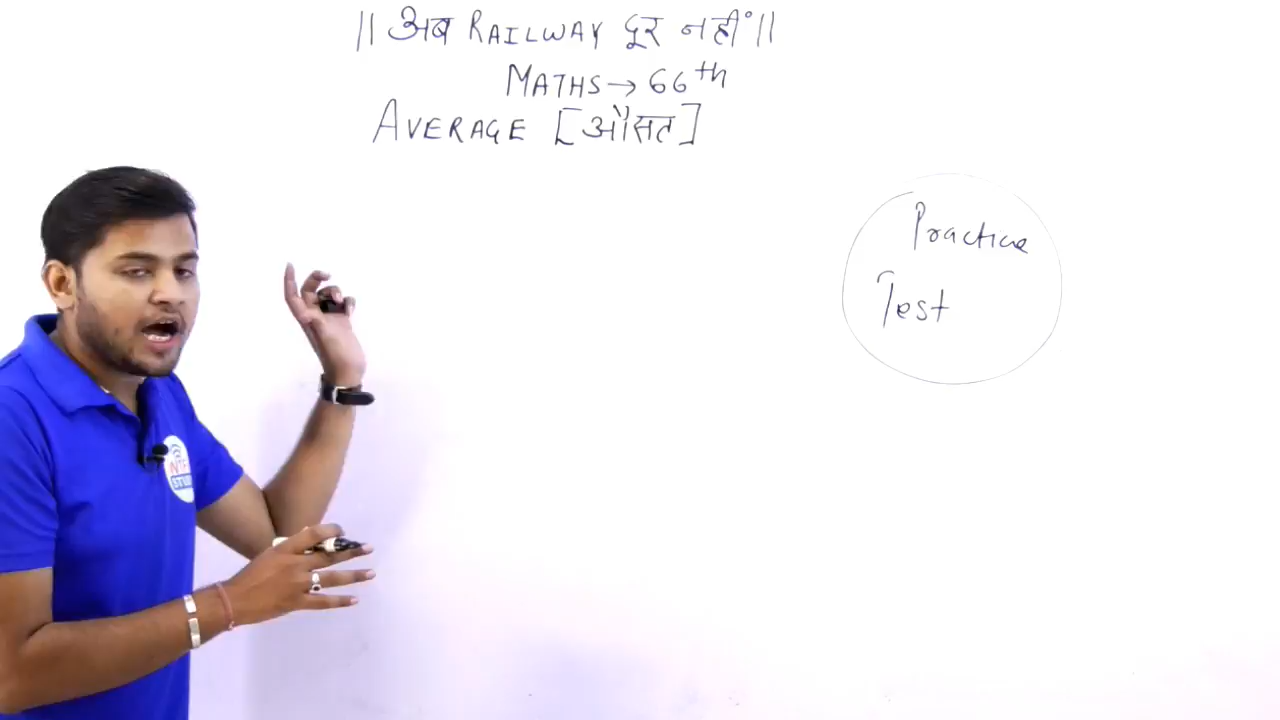 || अब RAILWAY दूर नहीं ||
MATHS → 66th
AVERAGE [औसत]
Practice
Test